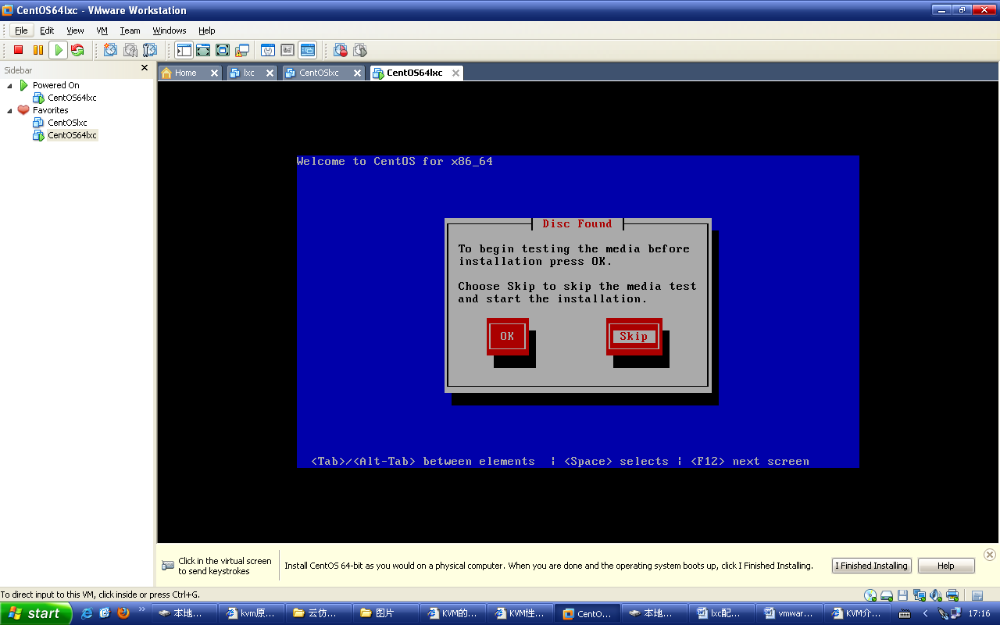 CentOS64lxc - VMware Workstation
File Edit View VM Team Windows Help
Sidebar
Powered On
CentOS64lxc
Favorites
CentOSlxc
CentOS64lxc
Home lxc CentOSlxc CentOS64lxc
Welcome to CentOS for x86_64
Disc Found
To begin testing the media before
installation press OK.
Choose Skip to skip the media test
and start the installation.
OK Skip
<Tab>/<Alt-Tab> between elements | <Space> selects | <F12> next screen
Click in the virtual screen
to send keystrokes
Install CentOS 64-bit as you would on a physical computer. When you are done and the operating system boots up, click I Finished Installing.
I Finished Installing Help
To direct input to this VM, click inside or press Ctrl+G.
start 本地... kvm原... 云仿... 图片 KVM的... KVM性... CentO... 本地... lxc配... vmwar... KVM介... 17:16